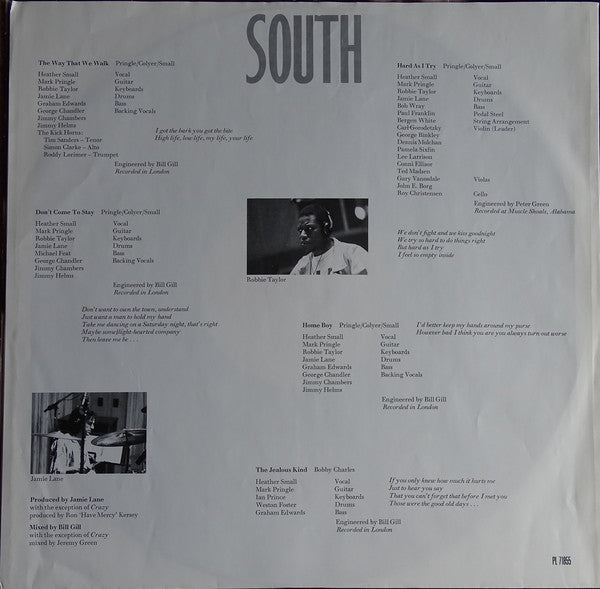 SOUTH
The Way That We Walk Pringle/Colyer/Small
Heather Small Vocal
Mark Pringle Guitar
Robbie Taylor Keyboards
Jamie Lane Drums
Graham Edwards Bass
George Chandler Backing Vocals
Jimmy Chambers
Jimmy Helms
The Kick Horns:
Tim Sanders – Tenor
Simon Clarke – Alto
Roddy Lorimer – Trumpet
I got the bark you got the bite
High life, low life, my life, your life
Engineered by Bill Gill
Recorded in London
Hard As I Try Pringle/Colyer/Small
Heather Small Vocal
Mark Pringle Guitar
Robbie Taylor Keyboards
Jamie Lane Drums
Bob Wray Bass
Paul Franklin Pedal Steel
Bergen White String Arrangement
Carl Gorodetzky Violin (Leader)
George Binkley
Dennis Molchan
Pamela Sixfin
Lee Larrison
Conni Ellisor
Ted Madsen
Gary Vanosdale Violas
John E. Borg
Roy Christensen Cello
Engineered by Peter Green
Recorded at Muscle Shoals, Alabama
We don't fight and we kiss goodnight
We try so hard to do things right
But hard as I try
I feel so empty inside
Don't Come To Stay Pringle/Colyer/Small
Heather Small Vocal
Mark Pringle Guitar
Robbie Taylor Keyboards
Jamie Lane Drums
Michael Feat Bass
George Chandler Backing Vocals
Jimmy Chambers
Jimmy Helms
Engineered by Bill Gill
Recorded in London
Don't want to own the town, understand
Just want a man to hold my hand
Take me dancing on a Saturday night, that's right
Maybe some light-hearted company
Then leave me be . . .
Robbie Taylor
Home Boy Pringle/Colyer/Small
Heather Small Vocal
Mark Pringle Guitar
Robbie Taylor Keyboards
Jamie Lane Drums
Graham Edwards Bass
George Chandler Backing Vocals
Jimmy Chambers
Jimmy Helms
Engineered by Bill Gill
Recorded in London
I'd better keep my hands around my purse
However bad I think you are you always turn out worse
Jamie Lane
Produced by Jamie Lane
with the exception of Crazy
produced by Ron 'Have Mercy' Kersey
Mixed by Bill Gill
with the exception of Crazy
mixed by Jeremy Green
The Jealous Kind Bobby Charles
Heather Small Vocal
Mark Pringle Guitar
Ian Prince Keyboards
Weston Foster Drums
Graham Edwards Bass
Engineered by Bill Gill
Recorded in London
If you only knew how much it hurts me
Just to hear you say
That you can't forget that before I met you
Those were the good old days . . .
PL 71855